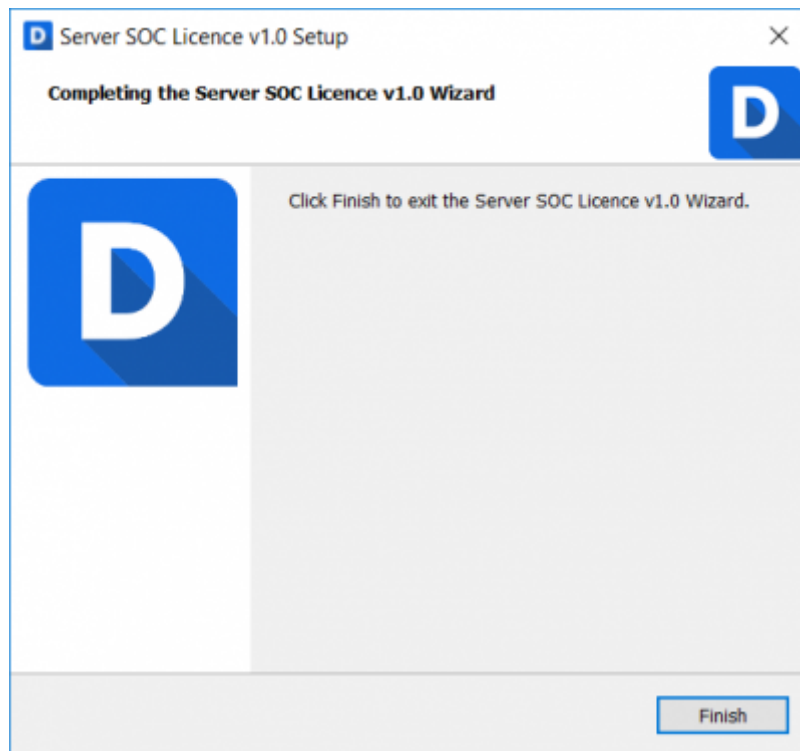 D Server SOC Licence v1.0 Setup
Completing the Server SOC Licence v1.0 Wizard
D
D
Click Finish to exit the Server SOC Licence v1.0 Wizard.
Finish